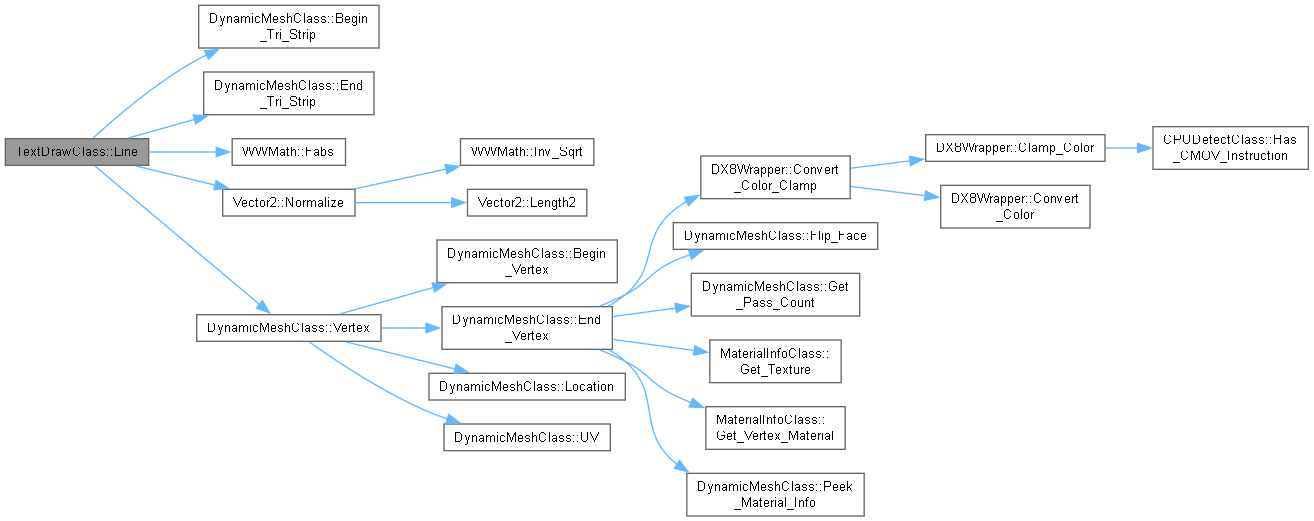 DynamicMeshClass::Begin
_Tri_Strip
DynamicMeshClass::End
_Tri_Strip
TextDrawClass::Line
WWMath::Fabs
Vector2::Normalize
DynamicMeshClass::Vertex
WWMath::Inv_Sqrt
Vector2::Length2
DynamicMeshClass::Begin
_Vertex
DynamicMeshClass::End
_Vertex
DynamicMeshClass::Location
DynamicMeshClass::UV
DX8Wrapper::Convert
_Color_Clamp
DynamicMeshClass::Flip_Face
DynamicMeshClass::Get
_Pass_Count
MaterialInfoClass::
Get_Texture
MaterialInfoClass::
Get_Vertex_Material
DynamicMeshClass::Peek
_Material_Info
DX8Wrapper::Clamp_Color
DX8Wrapper::Convert
_Color
CPUDetectClass::Has
_CMOV_Instruction